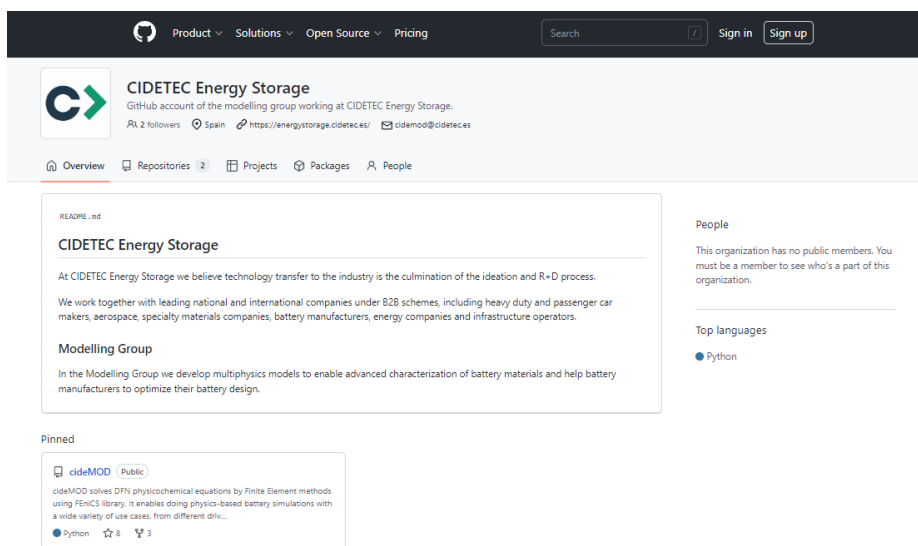 Product Solutions Open Source Pricing Search / Sign in Sign up
CIDETEC Energy Storage
GitHub account of the modelling group working at CIDETEC Energy Storage.
2 followers Spain https://energystorage.cidetec.es/ cidemod@cidetec.es
Overview Repositories 2 Projects Packages People
README.md
CIDETEC Energy Storage
At CIDETEC Energy Storage we believe technology transfer to the industry is the culmination of the ideation and R+D process.
We work together with leading national and international companies under B2B schemes, including heavy duty and passenger car
makers, aerospace, specialty materials companies, battery manufacturers, energy companies and infrastructure operators.
Modelling Group
In the Modelling Group we develop multiphysics models to enable advanced characterization of battery materials and help battery
manufacturers to optimize their battery design.
People
This organization has no public members. You
must be a member to see who's a part of this
organization.
Top languages
Python
Pinned
cideMOD Public
cideMOD solves DFN physicochemical equations by Finite Element methods
using FEniCS library. It enables doing physics-based battery simulations with
a wide variety of use cases, from different driv...
Python 8 3